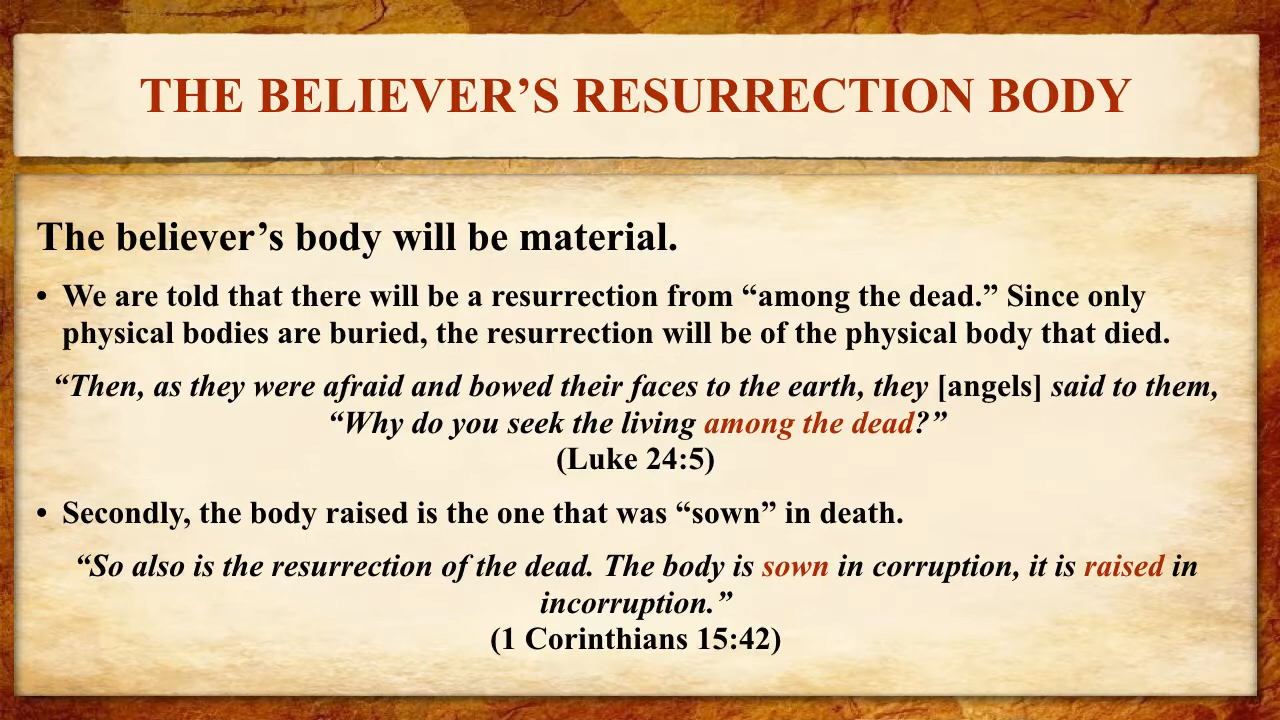 THE BELIEVER’S RESURRECTION BODY
The believer’s body will be material.
• We are told that there will be a resurrection from “among the dead.” Since only
physical bodies are buried, the resurrection will be of the physical body that died.
“Then, as they were afraid and bowed their faces to the earth, they [angels] said to them,
“Why do you seek the living among the dead?”
(Luke 24:5)
• Secondly, the body raised is the one that was “sown” in death.
“So also is the resurrection of the dead. The body is sown in corruption, it is raised in
incorruption.”
(1 Corinthians 15:42)